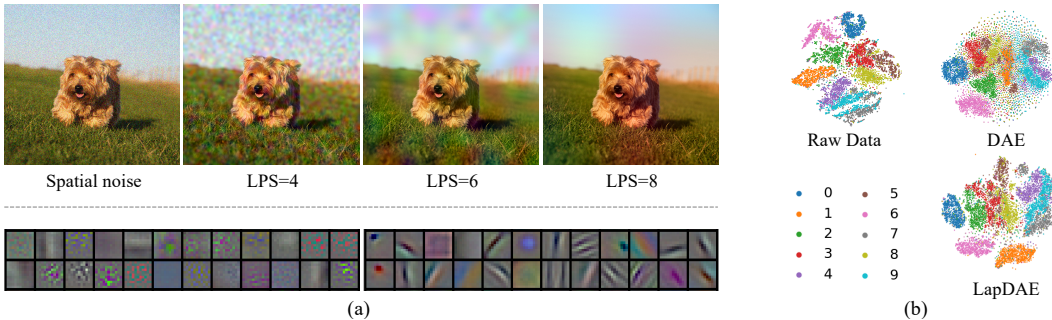 Spatial noise
LPS=4
LPS=6
LPS=8
(a)
Raw Data
DAE
0
5
1
6
2
7
3
8
4
9
LapDAE
(b)